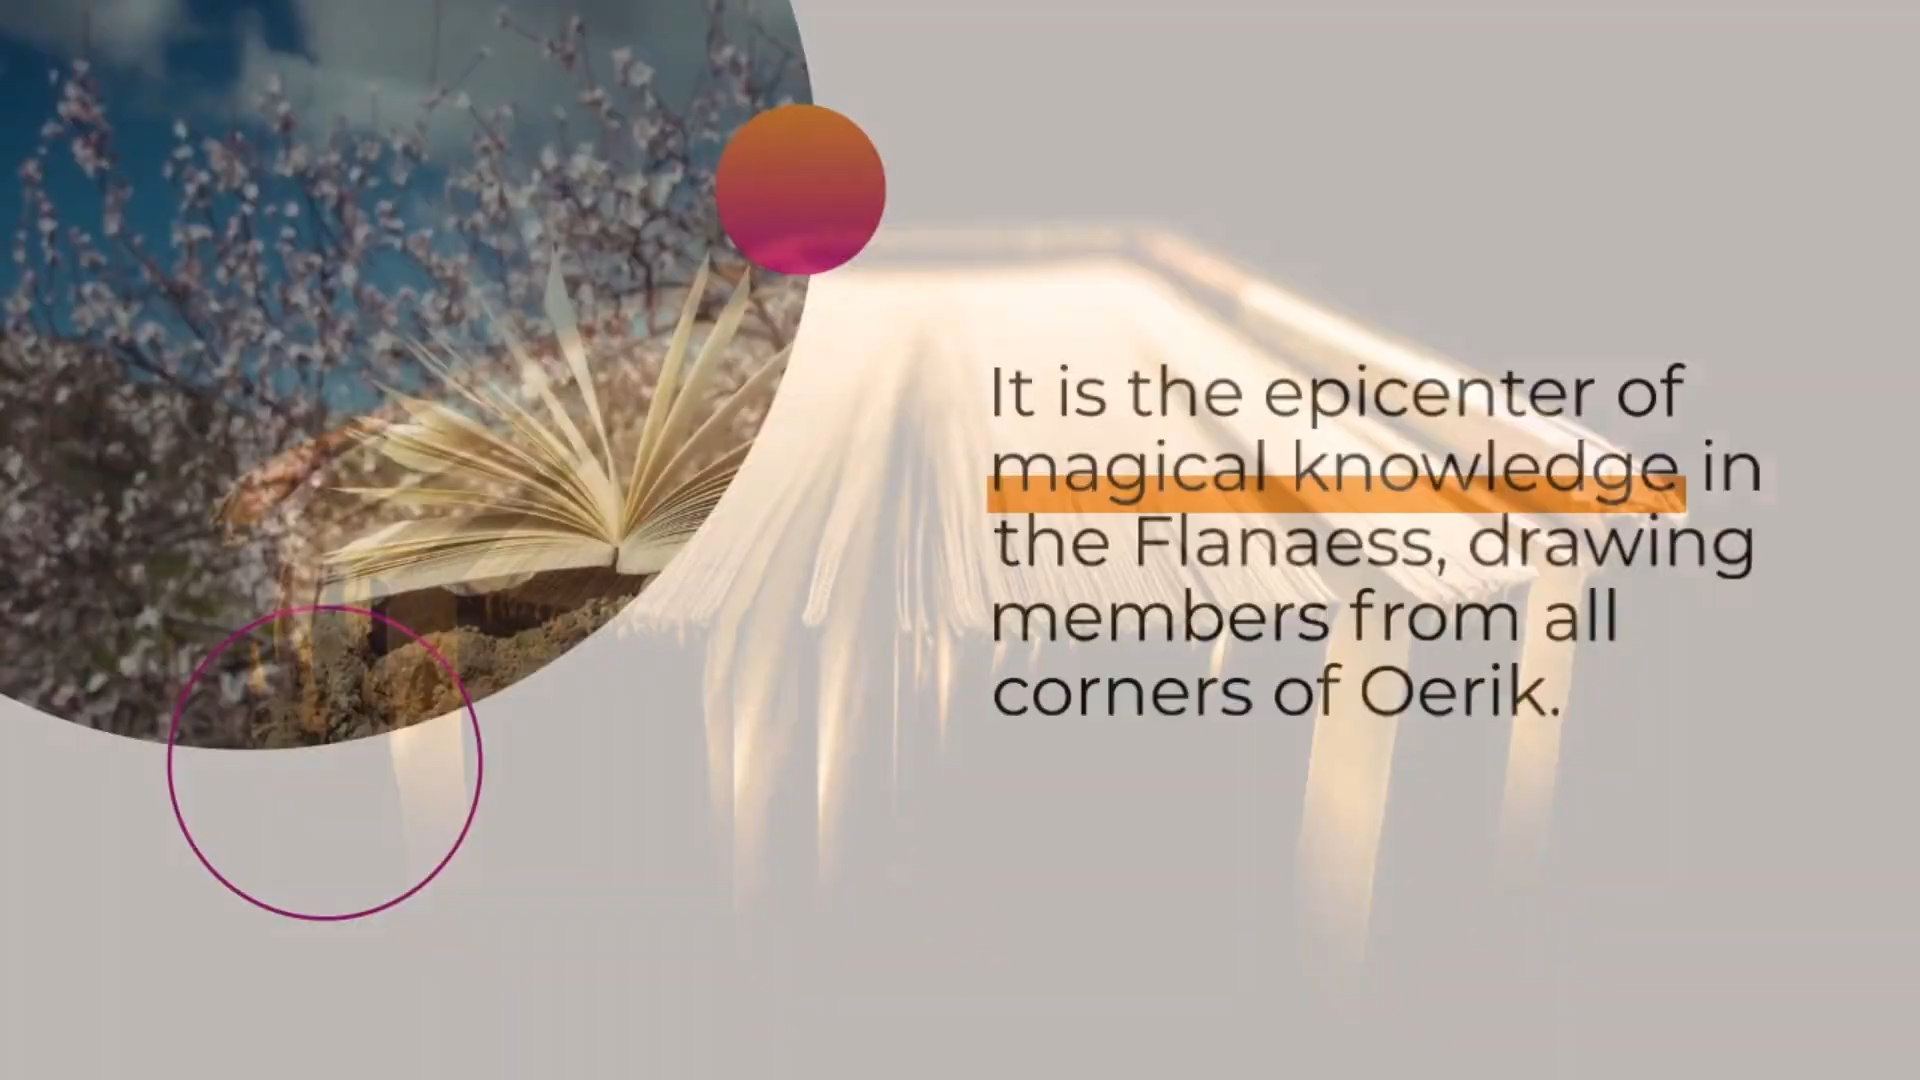 It is the epicenter of
magical knowledge in
the Flanaess, drawing
members from all
corners of Oerik.